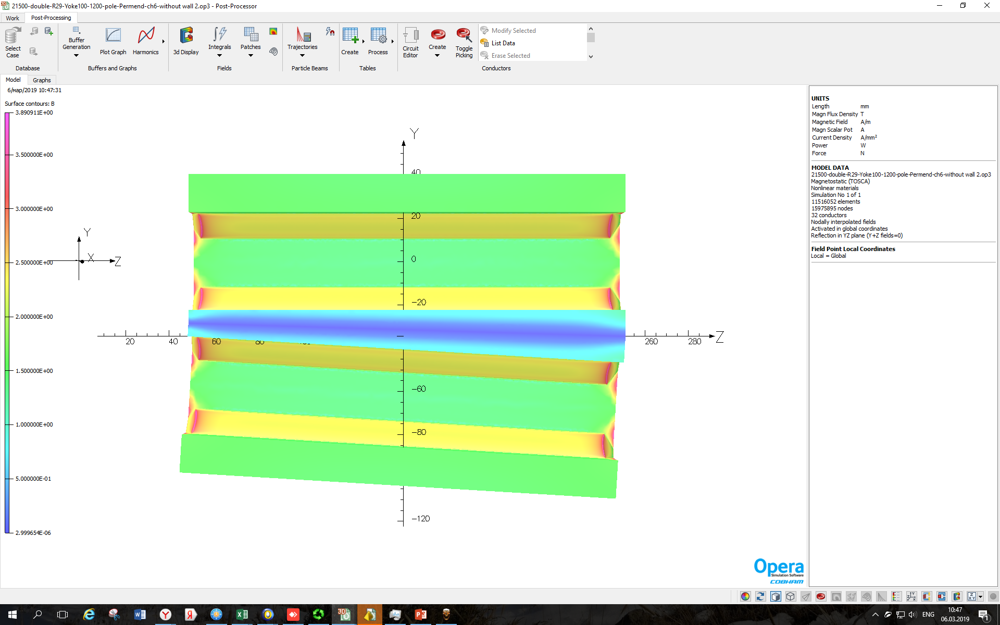 21500-double-R29-Yoke100-1200-pole-Permend-ch6-without wall 2.op3 - Post-Processor
Work
Post-Processing
Select Case
Buffer Generation
Plot Graph
Harmonics
3d Display
Integrals
Patches
Trajectories
Create
Process
Circuit Editor
Create
Toggle Picking
Modify Selected
List Data
Erase Selected
Database
Buffers and Graphs
Fields
Particle Beams
Tables
Conductors
Model
Graphs
6/мар/2019 10:47:31
Surface contours: B
3.890911E+00
3.500000E+00
3.000000E+00
2.500000E+00
2.000000E+00
1.500000E+00
1.000000E+00
5.000000E-01
2.999654E-06
Y
X
Z
Y
40
20
0
-20
-60
-80
-120
20
40
60
80
260
280
Z
UNITS
Length mm
Magn Flux Density T
Magnetic Field A/m
Magn Scalar Pot A
Current Density A/mm²
Power W
Force N
MODEL DATA
21500-double-R29-Yoke100-1200-pole-Permend-ch6-without wall 2.op3
Magnetostatic (TOSCA)
Nonlinear materials
Simulation No 1 of 1
11516052 elements
15975895 nodes
32 conductors
Nodally interpolated fields
Activated in global coordinates
Reflection in YZ plane (Y+Z fields=0)
Field Point Local Coordinates
Local = Global
Opera
Simulation Software
COBHAM
ENG
10:47
06.03.2019
1